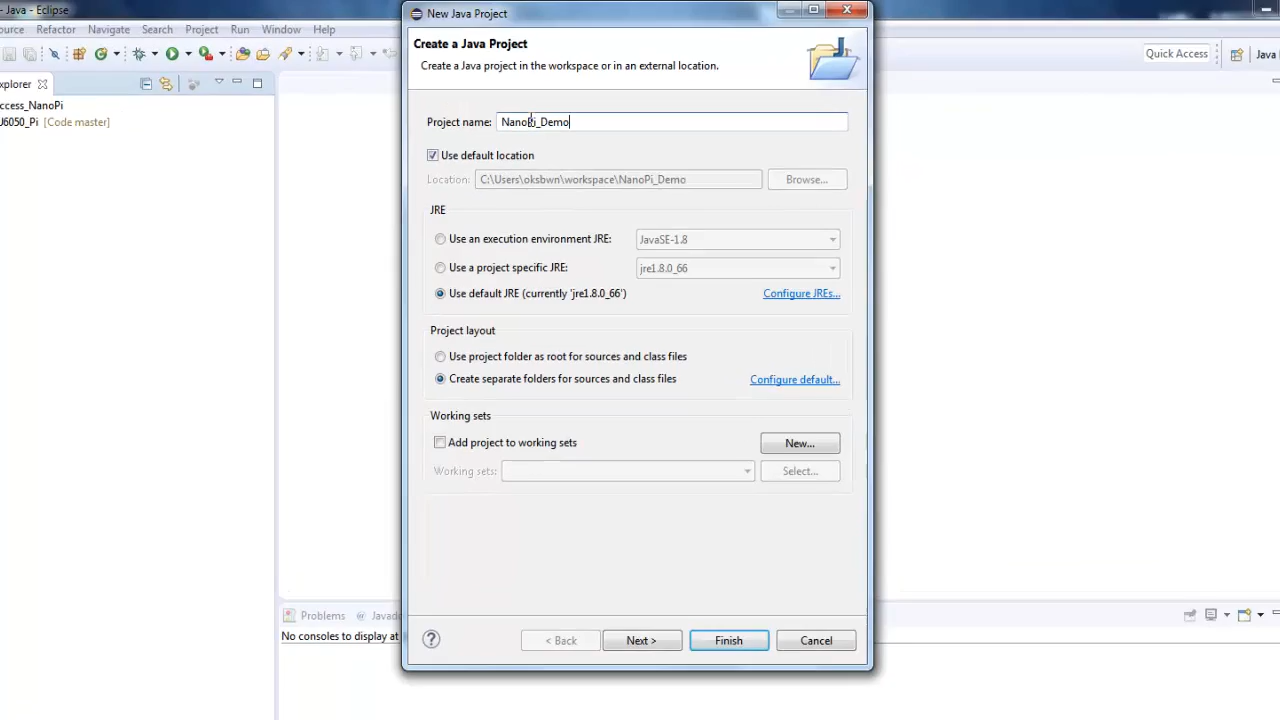 - Java - Eclipse
New Java Project
ource Refactor Navigate Search Project Run Window Help
Create a Java Project
Create a Java project in the workspace or in an external location.
Quick Access
Java
xplorer
ccess_NanoPi
U6050_Pi [Code master]
Project name: NanoPi_Demo
Use default location
Location: C:\Users\oksbwn\workspace\NanoPi_Demo Browse...
JRE
Use an execution environment JRE: JavaSE-1.8
Use a project specific JRE: jre1.8.0_66
Use default JRE (currently 'jre1.8.0_66') Configure JREs...
Project layout
Use project folder as root for sources and class files
Create separate folders for sources and class files Configure default...
Working sets
Add project to working sets New...
Working sets: Select...
Problems @ Javado
No consoles to display at
? < Back Next > Finish Cancel